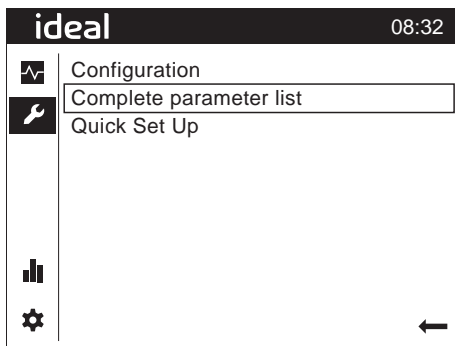 ideal 08:32
Configuration
Complete parameter list
Quick Set Up